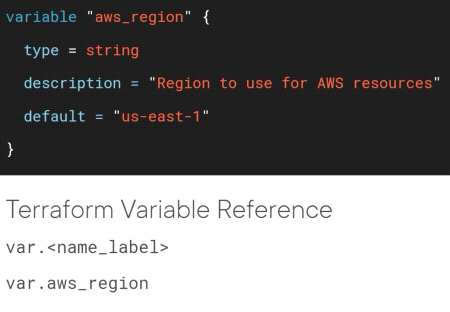 variable "aws_region" {
type = string
description = "Region to use for AWS resources"
default = "us-east-1"
}
Terraform Variable Reference
var.<name_label>
var.aws_region